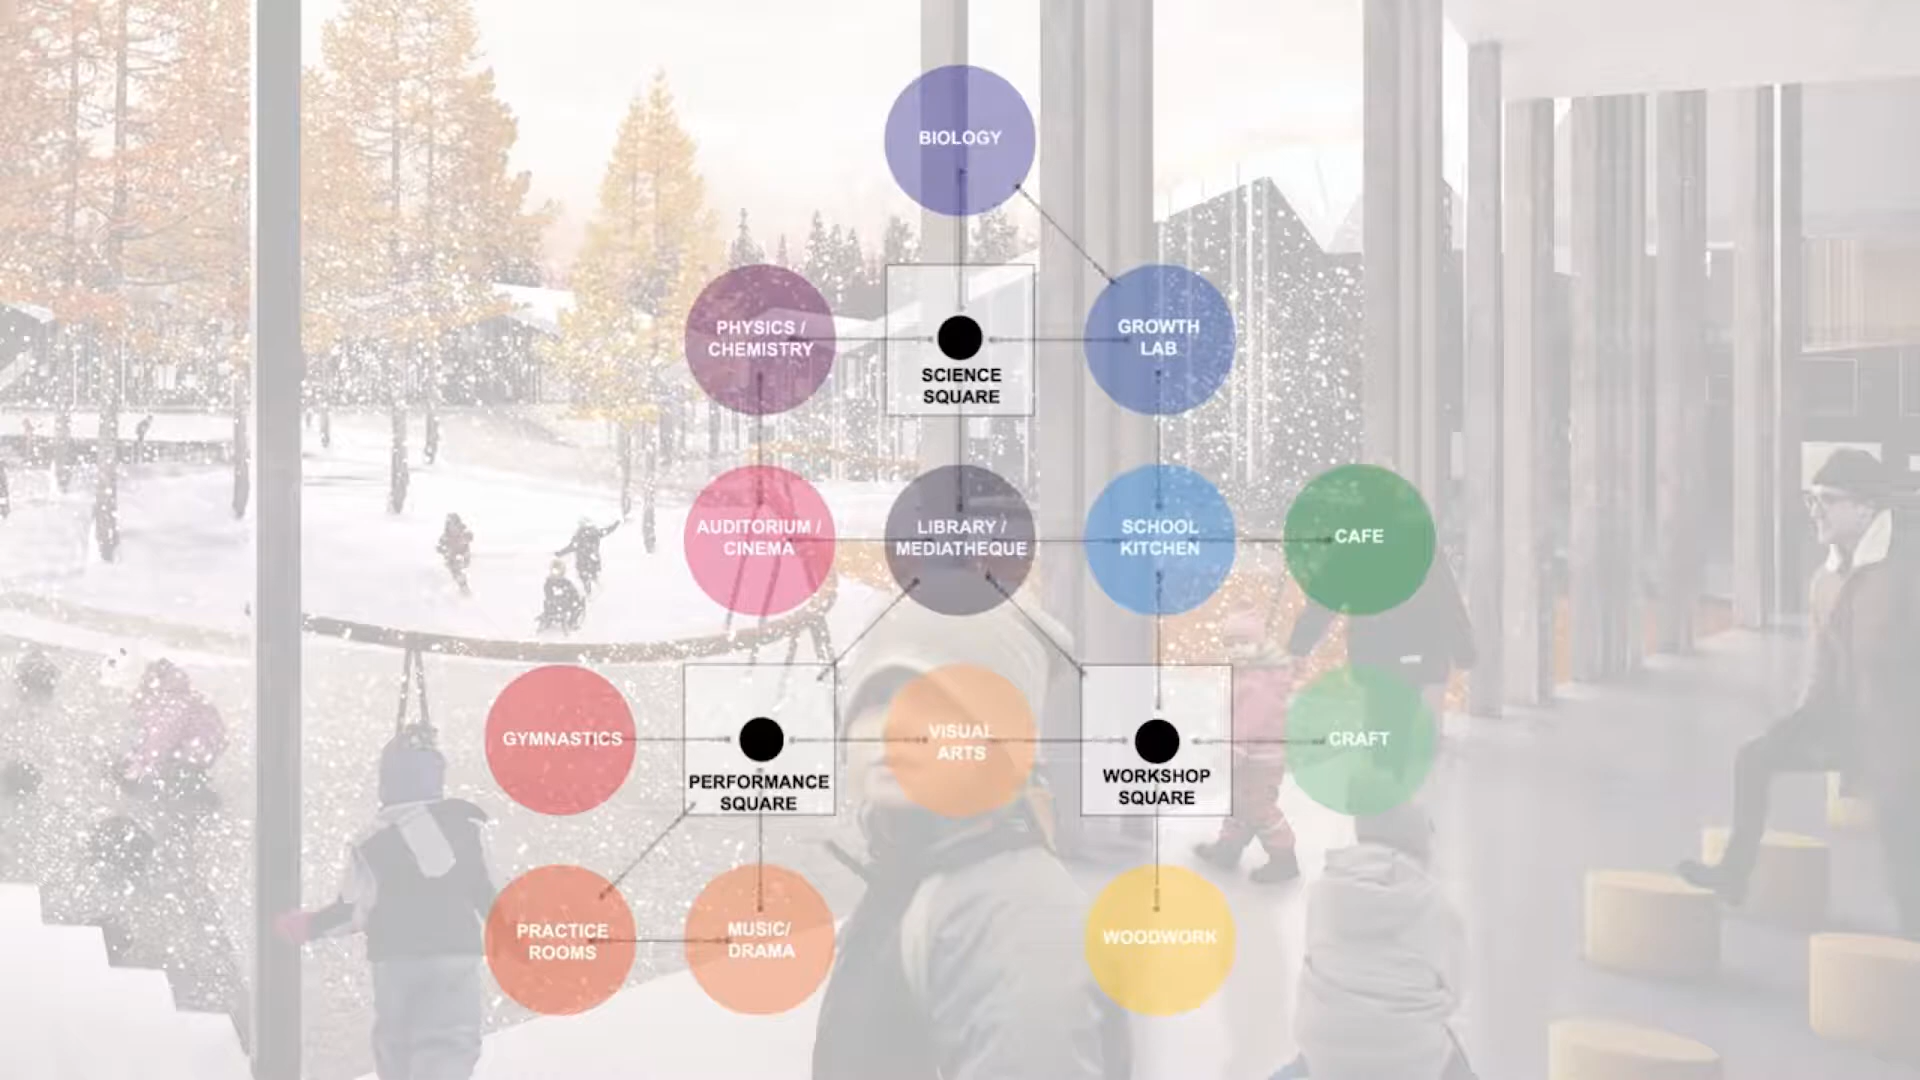 BIOLOGY
PHYSICS /
CHEMISTRY
SCIENCE
SQUARE
GROWTH
LAB
AUDITORIUM /
CINEMA
LIBRARY /
MEDIATHEQUE
SCHOOL
KITCHEN
CAFE
GYMNASTICS
PERFORMANCE
SQUARE
VISUAL
ARTS
WORKSHOP
SQUARE
CRAFT
PRACTICE
ROOMS
MUSIC/
DRAMA
WOODWORK